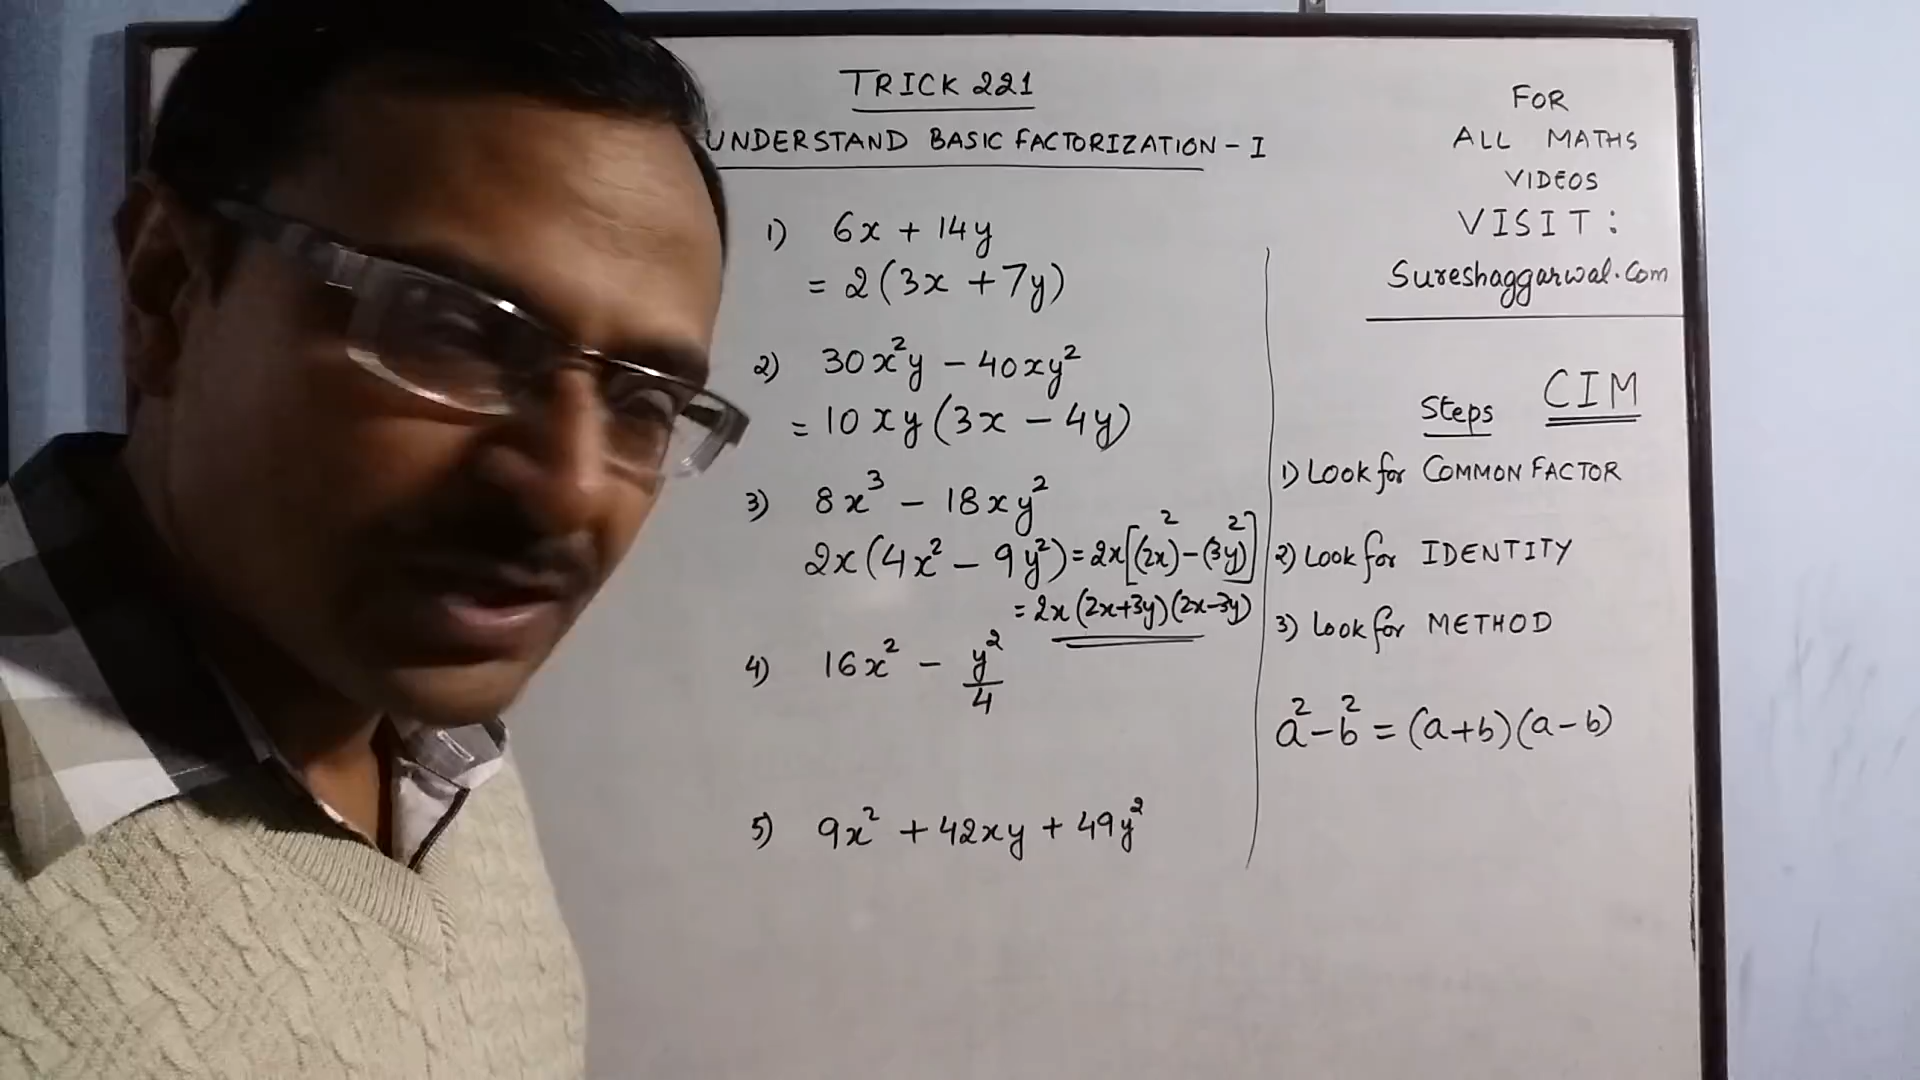 TRICK 221
UNDERSTAND BASIC FACTORIZATION - I
1) 6x + 14y
= 2(3x + 7y)
2) 30x²y - 40xy²
= 10xy(3x - 4y)
3) 8x³ - 18xy²
2x(4x² - 9y²) = 2x[(2x)² - (3y)²]
= 2x(2x+3y)(2x-3y)
4) 16x² - y²/4
5) 9x² + 42xy + 49y²
FOR
ALL MATHS
VIDEOS
VISIT :
Sureshaggarwal.Com
Steps CIM
1) Look for COMMON FACTOR
2) Look for IDENTITY
3) Look for METHOD
a² - b² = (a+b)(a-b)